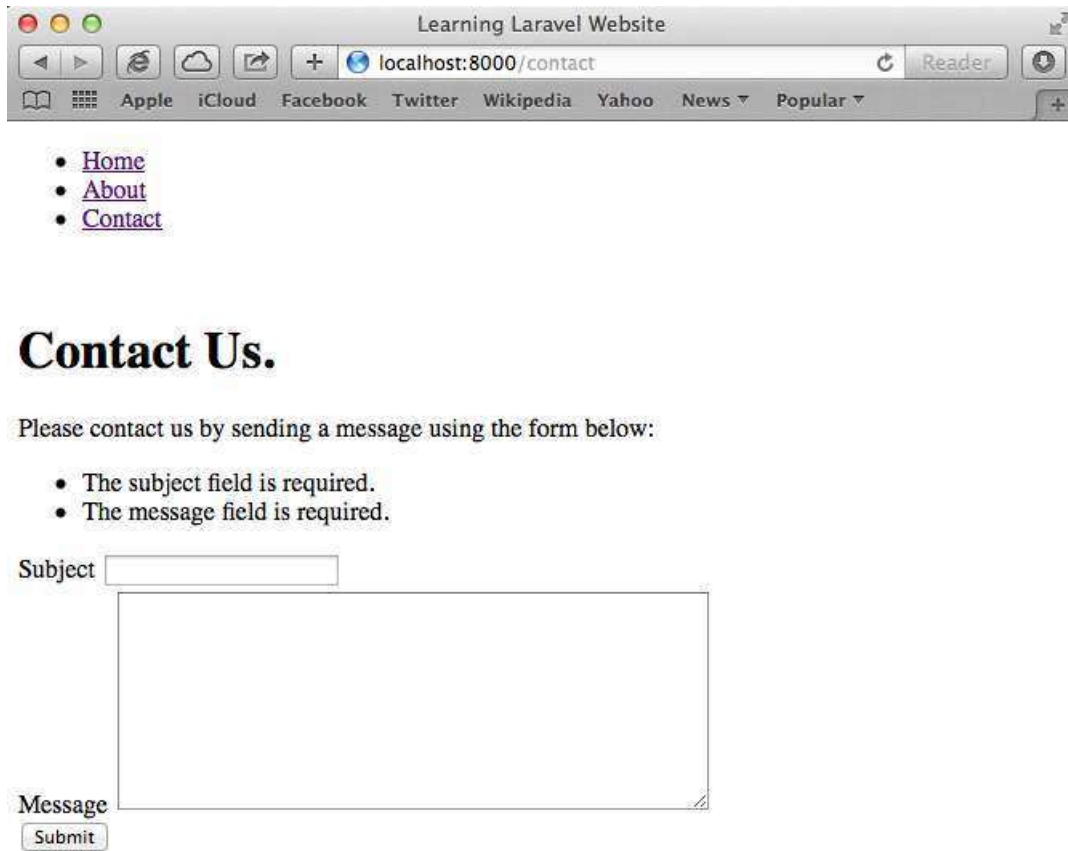 Learning Laravel Website
localhost:8000/contact
Reader
Apple iCloud Facebook Twitter Wikipedia Yahoo News Popular
Home
About
Contact
Contact Us.
Please contact us by sending a message using the form below:
The subject field is required.
The message field is required.
Subject
Message
Submit